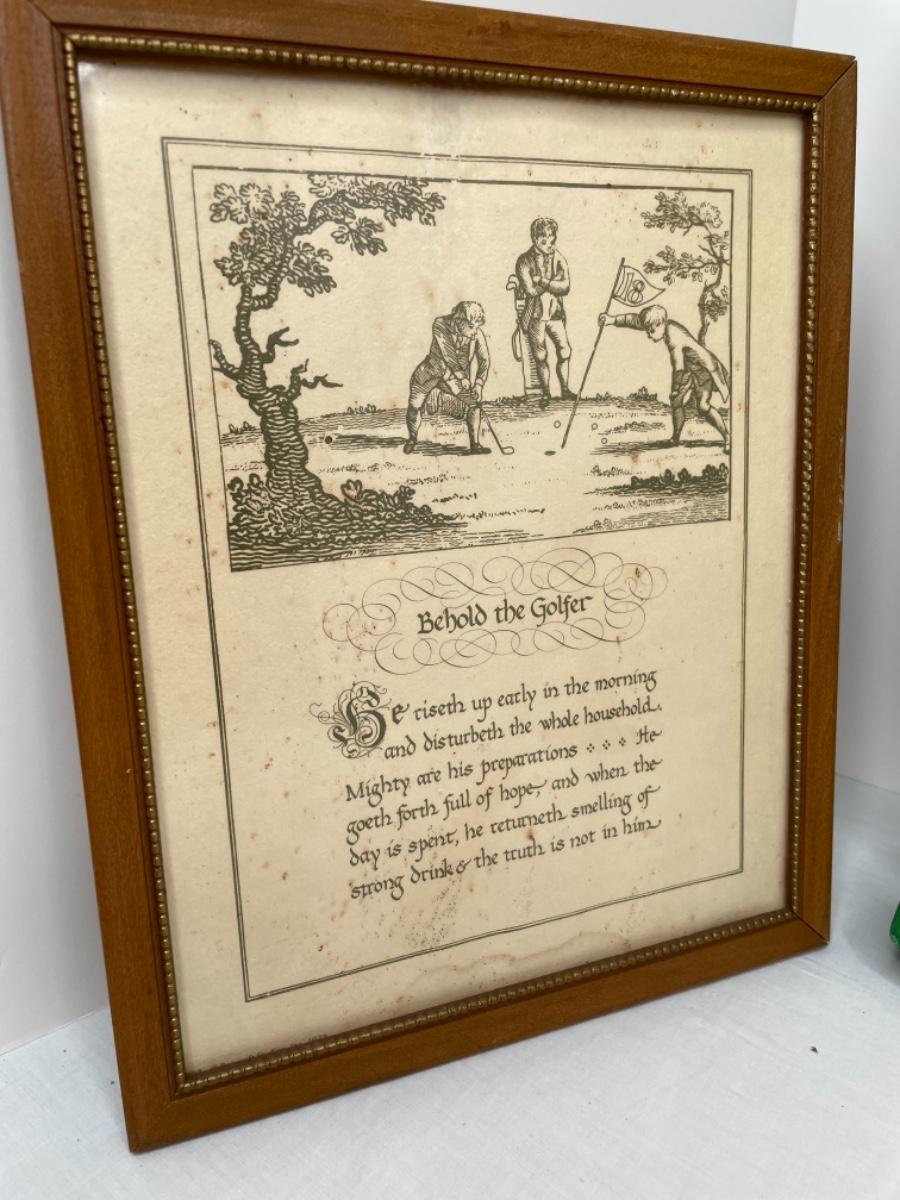 18
Behold the Golfer
He riseth up early in the morning
and disturbeth the whole household.
Mighty are his preparations He
goeth forth full of hope, and when the
day is spent, he returneth smelling of
strong drink & the truth is not in him